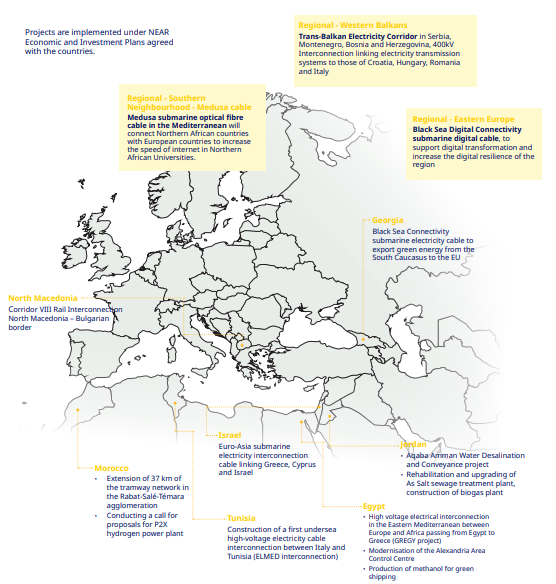 Projects are implemented under NEAR
Economic and Investment Plans agreed
with the countries.
Regional - Western Balkans
Trans-Balkan Electricity Corridor in Serbia,
Montenegro, Bosnia and Herzegovina, 400kV
Interconnection linking electricity transmission
systems to those of Croatia, Hungary, Romania
and Italy
Regional - Southern
Neighbourhood - Medusa cable
Medusa submarine optical fibre
cable in the Mediterranean will
connect Northern African countries
with European countries to increase
the speed of internet in Northern
African Universities.
Regional - Eastern Europe
Black Sea Digital Connectivity
submarine digital cable, to
support digital transformation and
increase the digital resilience of the
region
Georgia
Black Sea Connectivity
submarine electricity cable to
export green energy from the
South Caucasus to the EU
North Macedonia
Corridor VIII Rail Interconnection
North Macedonia – Bulgarian
border
Israel
Euro-Asia submarine
electricity interconnection
cable linking Greece, Cyprus
and Israel
Jordan
• Aqaba Amman Water Desalination
and Conveyance project
• Rehabilitation and upgrading of
As Salt sewage treatment plant,
construction of biogas plant
Morocco
• Extension of 37 km of
the tramway network in
the Rabat-Salé-Témara
agglomeration
• Conducting a call for
proposals for P2X
hydrogen power plant
Tunisia
Construction of a first undersea
high-voltage electricity cable
interconnection between Italy and
Tunisia (ELMED interconnection)
Egypt
• High voltage electrical interconnection
in the Eastern Mediterranean between
Europe and Africa passing from Egypt to
Greece (GREGY project)
• Modernisation of the Alexandria Area
Control Centre
• Production of methanol for green
shipping